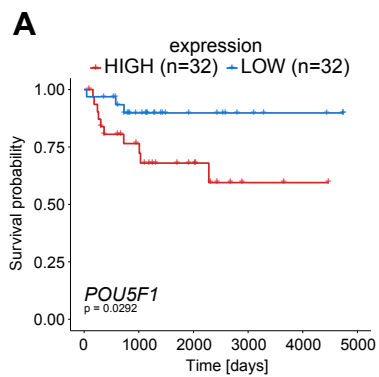 A
expression
HIGH (n=32) LOW (n=32)
Survival probability
1.00
0.75
0.50
0.25
0.00
POU5F1
p = 0.0292
0 1000 2000 3000 4000 5000
Time [days]